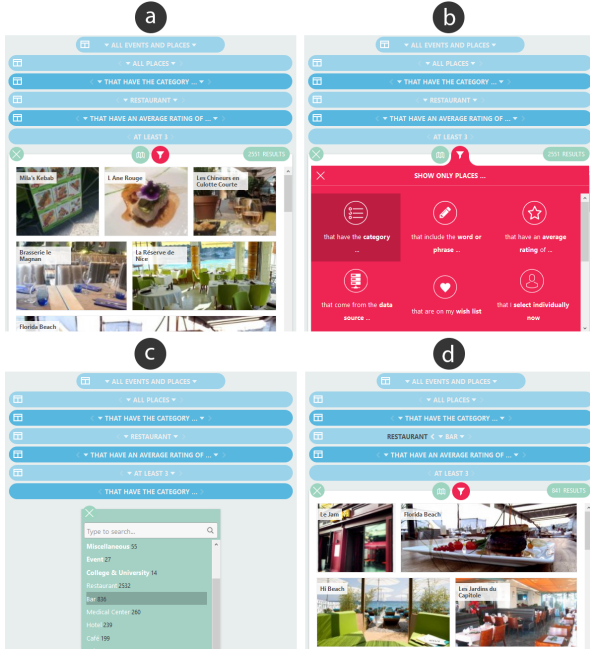 a
▾ ALL EVENTS AND PLACES ▾
‹ ▾ ALL PLACES ▾ ›
‹ ▾ THAT HAVE THE CATEGORY ... ▾ ›
‹ ▾ RESTAURANT ▾ ›
‹ ▾ THAT HAVE AN AVERAGE RATING OF ... ▾ ›
‹ AT LEAST 3 ›
2551 RESULTS
Mila's Kebab
L Ane Rouge
Les Chineurs en
Culotte Courte
Brasserie le
Magnan
La Réserve de
Nice
Florida Beach
b
▾ ALL EVENTS AND PLACES ▾
‹ ▾ ALL PLACES ▾ ›
‹ ▾ THAT HAVE THE CATEGORY ... ▾ ›
‹ ▾ RESTAURANT ▾ ›
‹ ▾ THAT HAVE AN AVERAGE RATING OF ... ▾ ›
‹ AT LEAST 3 ›
2551 RESULTS
SHOW ONLY PLACES ...
that have the category
...
that include the word or
phrase ...
that have an average
rating of ...
that come from the data
source ...
that are on my wish list
that I select individually
now
c
▾ ALL EVENTS AND PLACES ▾
‹ ▾ ALL PLACES ▾ ›
‹ ▾ THAT HAVE THE CATEGORY ... ▾ ›
‹ ▾ RESTAURANT ▾ ›
‹ ▾ THAT HAVE AN AVERAGE RATING OF ... ▾ ›
‹ ▾ AT LEAST 3 ▾ ›
‹ THAT HAVE THE CATEGORY ... ›
Type to search...
Miscellaneous 55
Event 27
College & University 14
Restaurant 2532
Bar 836
Medical Center 260
Hotel 239
Cafe 199
d
▾ ALL EVENTS AND PLACES ▾
‹ ▾ ALL PLACES ▾ ›
‹ ▾ THAT HAVE THE CATEGORY ... ▾ ›
RESTAURANT ‹ ▾ BAR ▾ ›
‹ ▾ THAT HAVE AN AVERAGE RATING OF ... ▾ ›
‹ AT LEAST 3 ›
841 RESULTS
Le Jam
Florida Beach
Hi Beach
Les Jardins du
Capitole